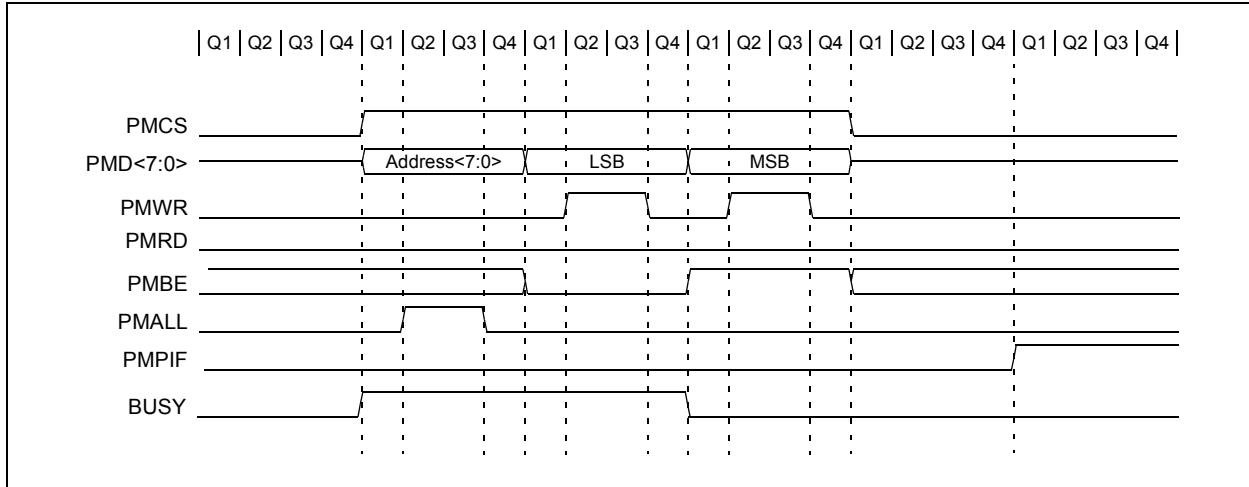 Q1 Q2 Q3 Q4 Q1 Q2 Q3 Q4 Q1 Q2 Q3 Q4 Q1 Q2 Q3 Q4 Q1 Q2 Q3 Q4 Q1 Q2 Q3 Q4
PMCS
PMD<7:0> Address<7:0> LSB MSB
PMWR
PMRD
PMBE
PMALL
PMPIF
BUSY